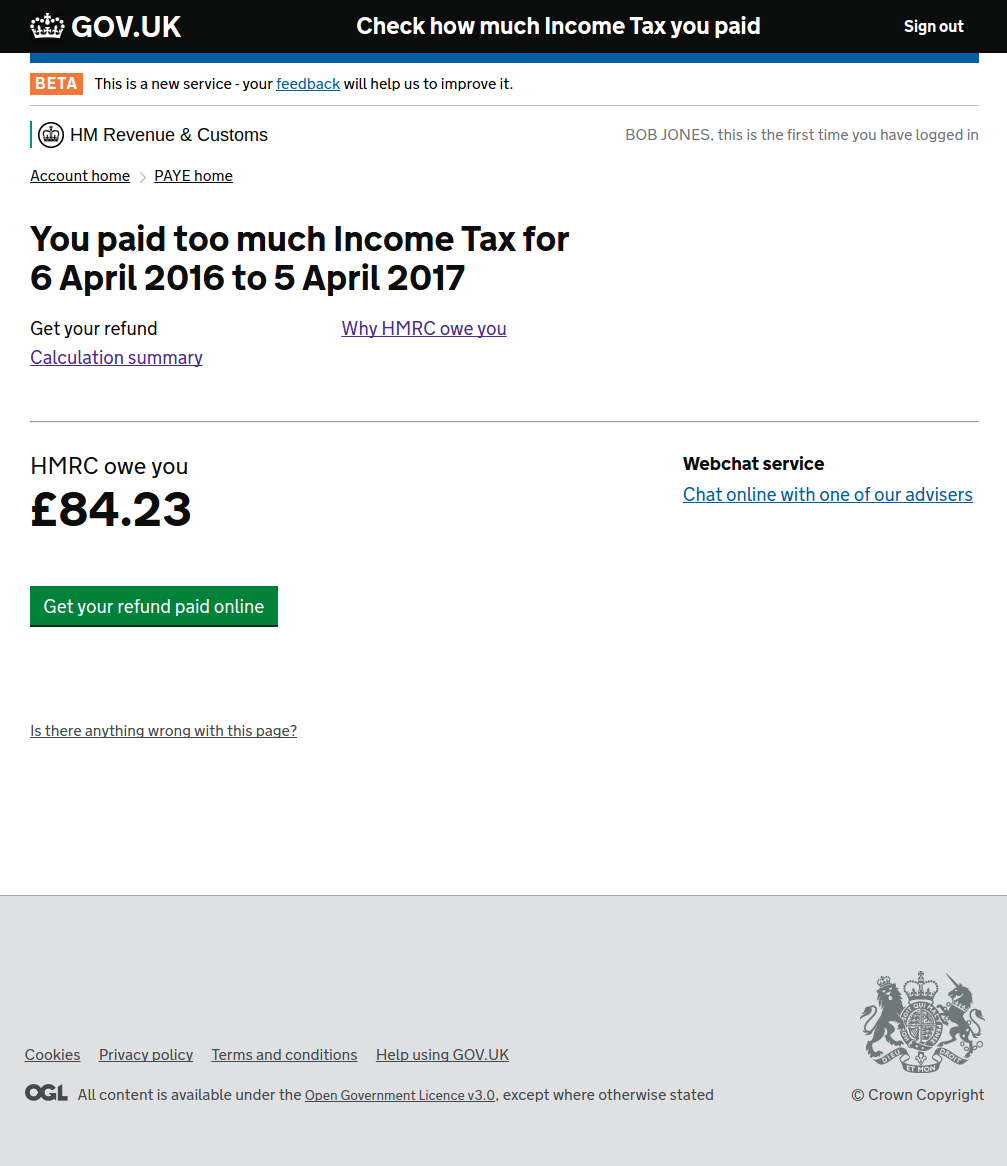 GOV.UK Check how much Income Tax you paid Sign out
BETA This is a new service - your feedback will help us to improve it.
HM Revenue & Customs BOB JONES, this is the first time you have logged in
Account home PAYE home
You paid too much Income Tax for
6 April 2016 to 5 April 2017
Get your refund Why HMRC owe you
Calculation summary
HMRC owe you
£84.23
Webchat service
Chat online with one of our advisers
Get your refund paid online
Is there anything wrong with this page?
Cookies Privacy policy Terms and conditions Help using GOV.UK
DIEU ET MON DROIT
OGL All content is available under the Open Government Licence v3.0, except where otherwise stated
© Crown Copyright